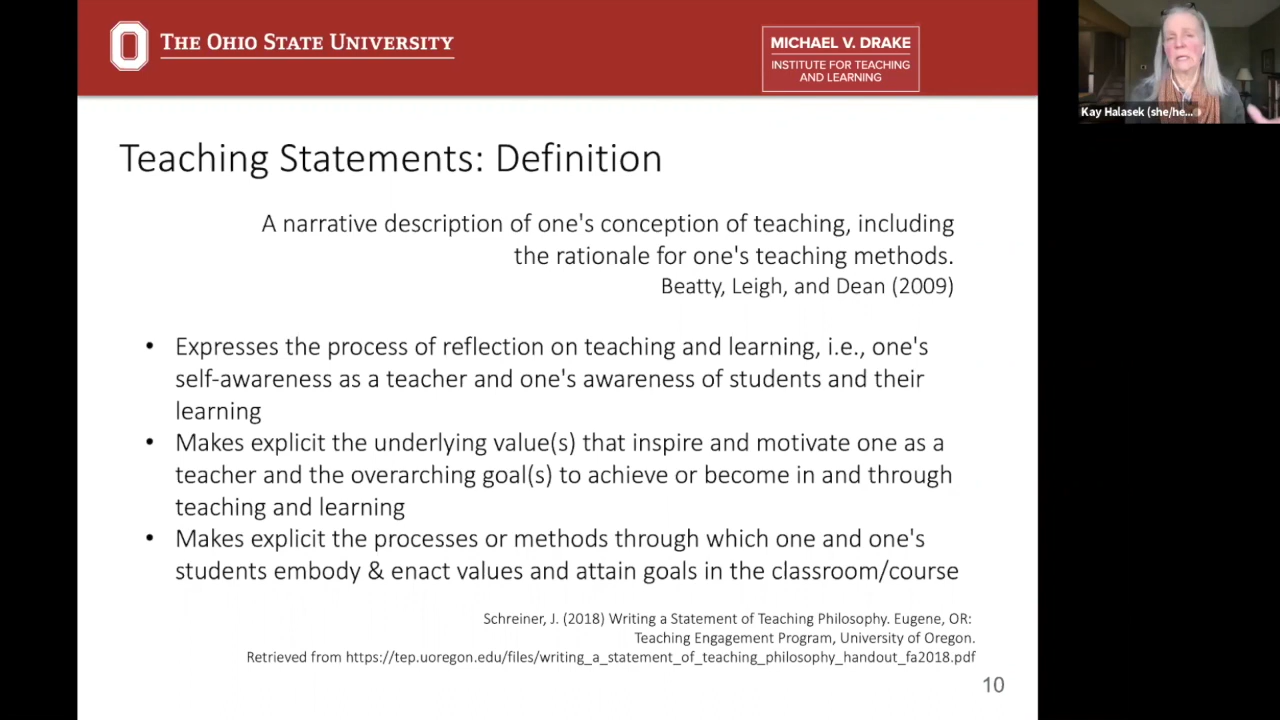 THE OHIO STATE UNIVERSITY
MICHAEL V. DRAKE
INSTITUTE FOR TEACHING
AND LEARNING
Kay Halasek (she/he...
Teaching Statements: Definition
A narrative description of one's conception of teaching, including
the rationale for one's teaching methods.
Beatty, Leigh, and Dean (2009)
• Expresses the process of reflection on teaching and learning, i.e., one's
self-awareness as a teacher and one's awareness of students and their
learning
• Makes explicit the underlying value(s) that inspire and motivate one as a
teacher and the overarching goal(s) to achieve or become in and through
teaching and learning
• Makes explicit the processes or methods through which one and one's
students embody & enact values and attain goals in the classroom/course
Schreiner, J. (2018) Writing a Statement of Teaching Philosophy. Eugene, OR:
Teaching Engagement Program, University of Oregon.
Retrieved from https://tep.uoregon.edu/files/writing_a_statement_of_teaching_philosophy_handout_fa2018.pdf
10